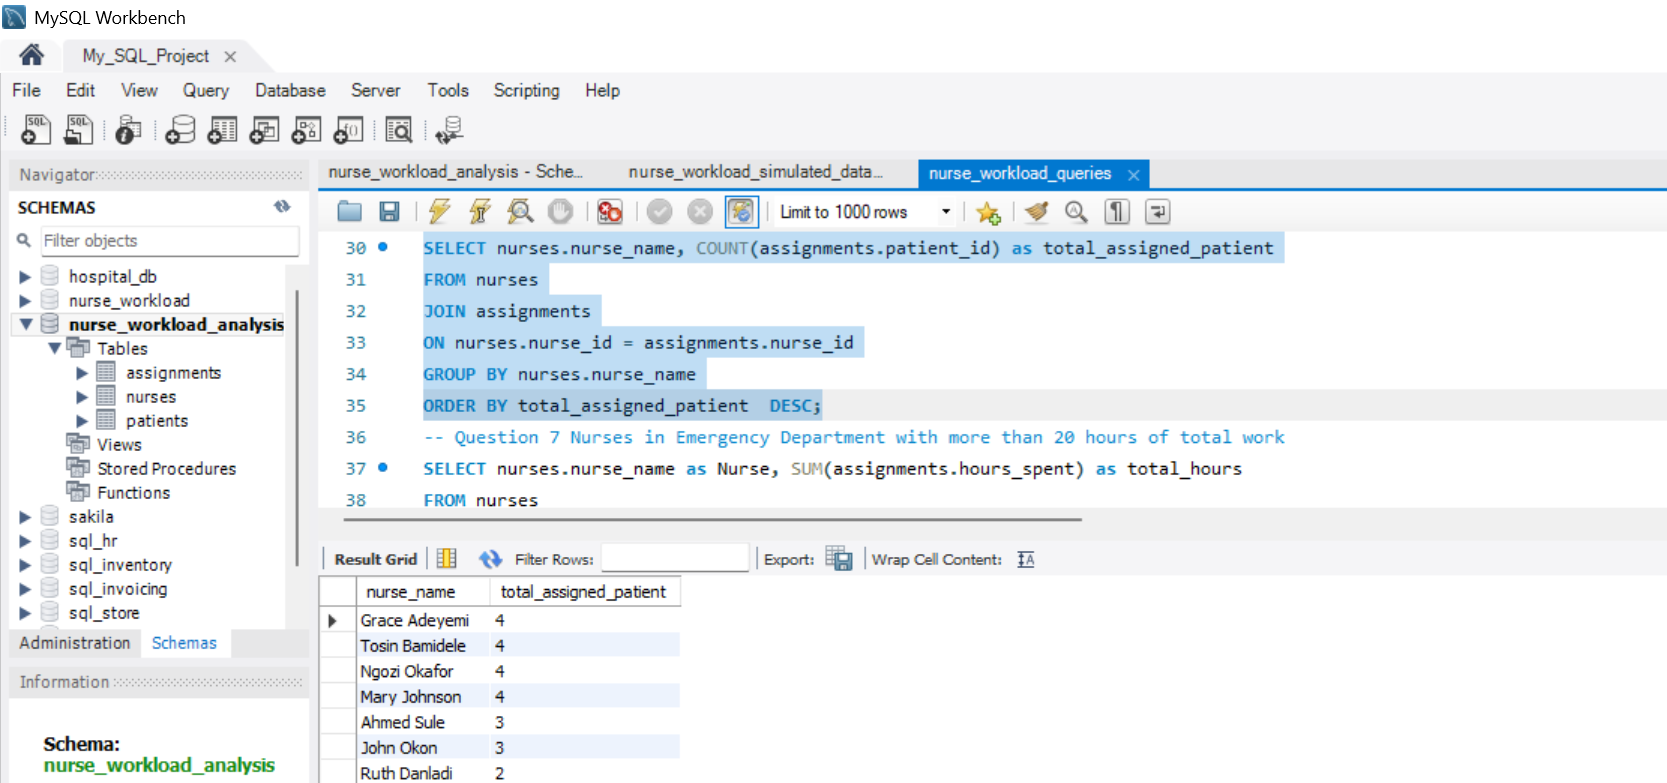 MySQL Workbench
My_SQL_Project
File Edit View Query Database Server Tools Scripting Help
SQL SQL
Navigator
SCHEMAS
Filter objects
hospital_db
nurse_workload
nurse_workload_analysis
Tables
assignments
nurses
patients
Views
Stored Procedures
Functions
sakila
sql_hr
sql_inventory
sql_invoicing
sql_store
Administration Schemas
Information
Schema:
nurse_workload_analysis
nurse_workload_analysis - Sche... nurse_workload_simulated_data... nurse_workload_queries
Limit to 1000 rows
30 SELECT nurses.nurse_name, COUNT(assignments.patient_id) as total_assigned_patient
31 FROM nurses
32 JOIN assignments
33 ON nurses.nurse_id = assignments.nurse_id
34 GROUP BY nurses.nurse_name
35 ORDER BY total_assigned_patient  DESC;
36 -- Question 7 Nurses in Emergency Department with more than 20 hours of total work
37 SELECT nurses.nurse_name as Nurse, SUM(assignments.hours_spent) as total_hours
38 FROM nurses
Result Grid Filter Rows: Export: Wrap Cell Content:
nurse_name total_assigned_patient
Grace Adeyemi 4
Tosin Bamidele 4
Ngozi Okafor 4
Mary Johnson 4
Ahmed Sule 3
John Okon 3
Ruth Danladi 2